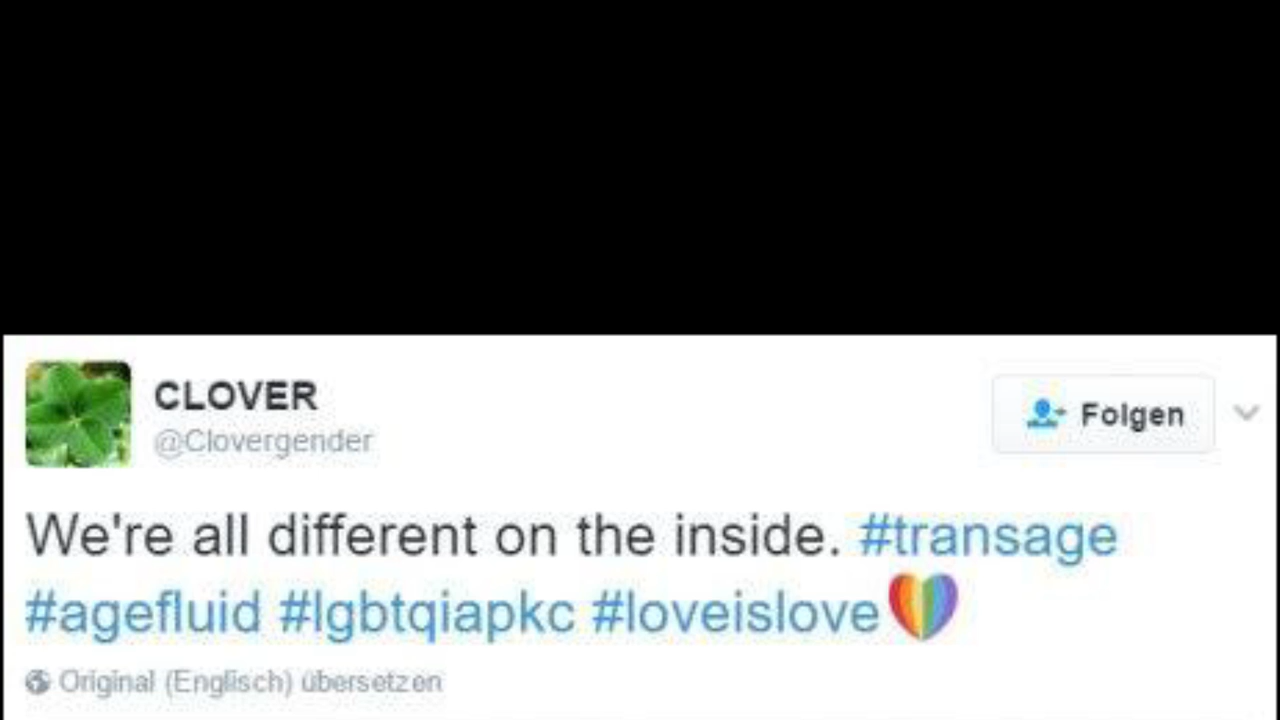 CLOVER
@Clovergender
Folgen
We're all different on the inside. #transage
#agefluid #lgbtqiapkc #loveislove
Original (Englisch) übersetzen